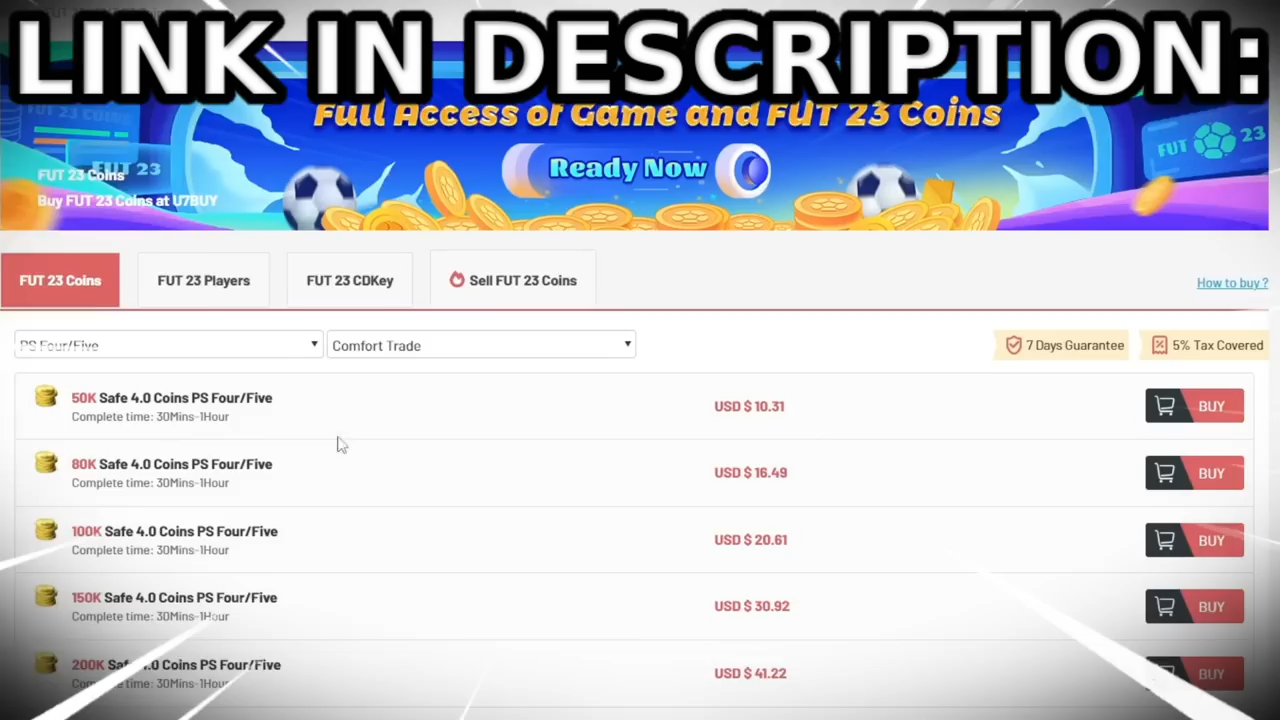 LINK IN DESCRIPTION:
Full Access of Game and FUT 23 Coins
Ready Now
FUT 23
FUT 23
FUT 23 Coins
Buy FUT 23 Coins at U7BUY
FUT 23 Coins
FUT 23 Players
FUT 23 CDKey
Sell FUT 23 Coins
How to buy ?
PS Four/Five
Comfort Trade
7 Days Guarantee
5% Tax Covered
50K Safe 4.0 Coins PS Four/Five
Complete time: 30Mins-1Hour
USD $ 10.31
BUY
80K Safe 4.0 Coins PS Four/Five
Complete time: 30Mins-1Hour
USD $ 16.49
BUY
100K Safe 4.0 Coins PS Four/Five
Complete time: 30Mins-1Hour
USD $ 20.61
BUY
150K Safe 4.0 Coins PS Four/Five
Complete time: 30Mins-1Hour
USD $ 30.92
BUY
200K Safe 4.0 Coins PS Four/Five
Complete time: 30Mins-1Hour
USD $ 41.22
BUY